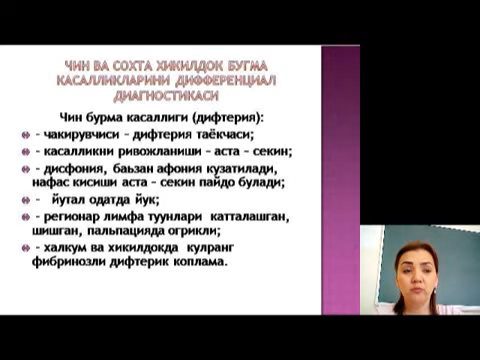 ЧИН ВА СОХТА ХИКИЛДОК БУГМА
КАСАЛЛИКЛАРИНИ ДИФФЕРЕНЦИАЛ
ДИАГНОСТИКАСИ
Чин бурма касаллиги (дифтерия):
- чакирувчиси – дифтерия таёкчаси;
- касалликни ривожланиши – аста – секин;
- дисфония, баьзан афония кузатилади,
нафас кисиши аста – секин пайдо булади;
- йутал одатда йук;
- регионар лимфа туунлари катталашган,
шишган, пальпацияда огрикли;
- халкум ва хикилдокда кулранг
фибринозли дифтерик коплама.